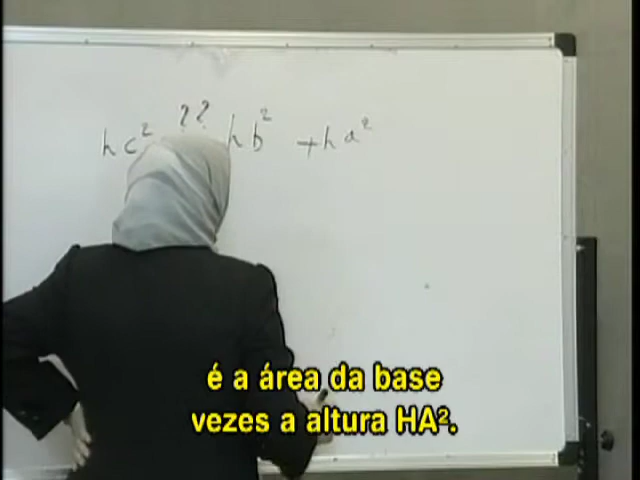 ??
hc² hb² +ha²
é a área da base
vezes a altura HA².